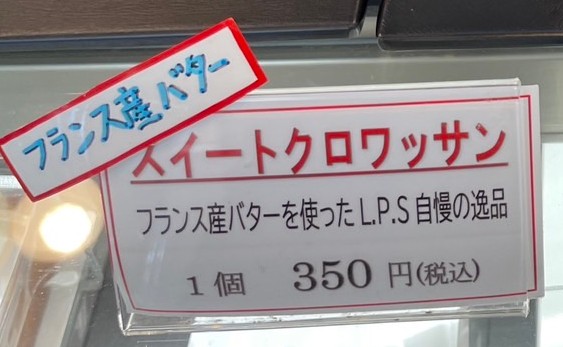 フランス産バター
スイートクロワッサン
フランス産バターを使ったL.P.S自慢の逸品
1個 350円(税込)